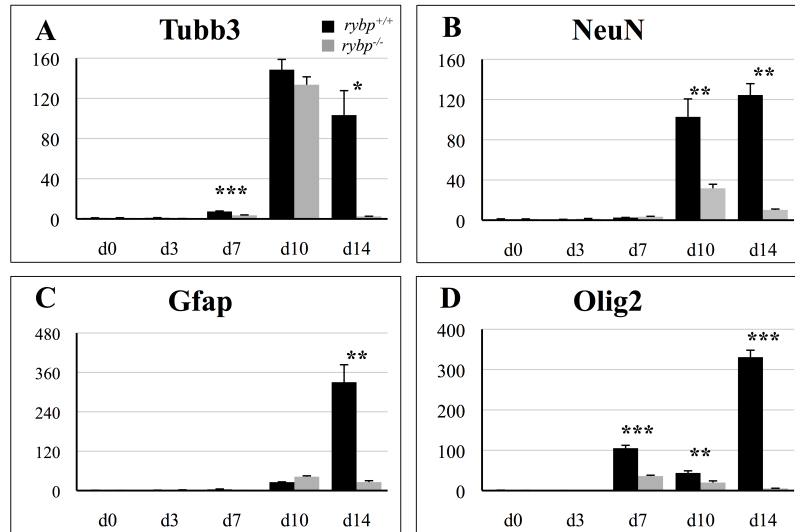 A
Tubb3
rybp+/+
rybp-/-
160
120
80
40
0
***
*
d0 d3 d7 d10 d14
B
NeuN
160
120
80
40
0
**
**
d0 d3 d7 d10 d14
C
Gfap
480
360
240
120
0
**
d0 d3 d7 d10 d14
D
Olig2
400
300
200
100
0
***
**
***
d0 d3 d7 d10 d14